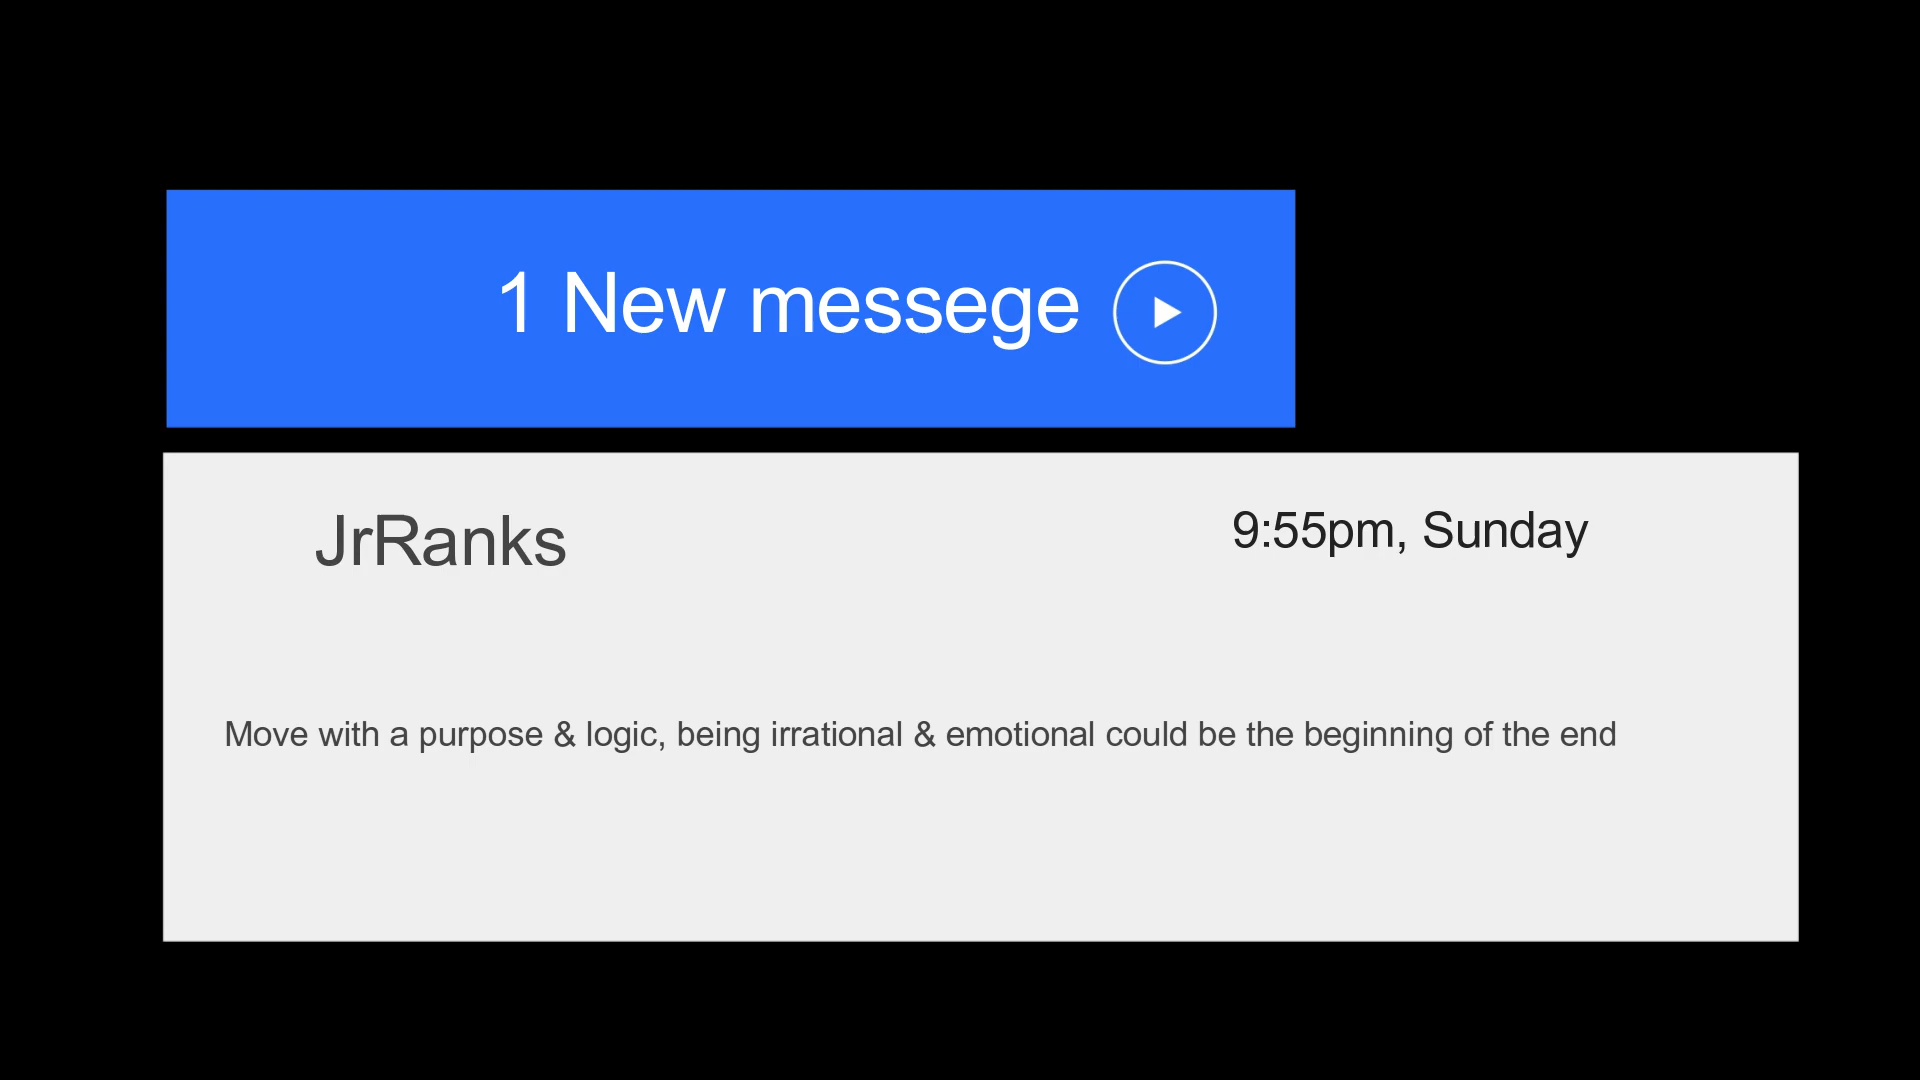 1 New messege
JrRanks
9:55pm, Sunday
Move with a purpose & logic, being irrational & emotional could be the beginning of the end